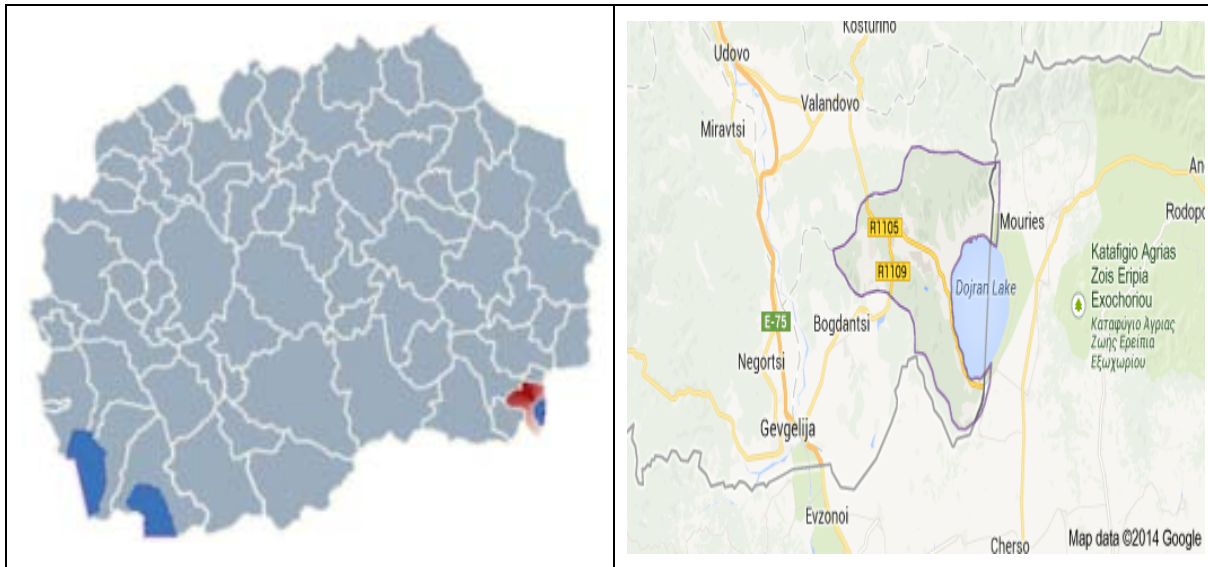 Kosturino
Udovo
Valandovo
Miravtsi
An
Rodopo
Mouries
R1105
Katafigio Agrias
Zois Eripia
Exochoriou
Καταφύγιο Άγριας
Ζωής Ερείπια
Εξωχωρίου
R1109
Dojran Lake
E-75
Bogdantsi
Negortsi
Gevgelija
Evzonoi
Cherso
Map data ©2014 Google